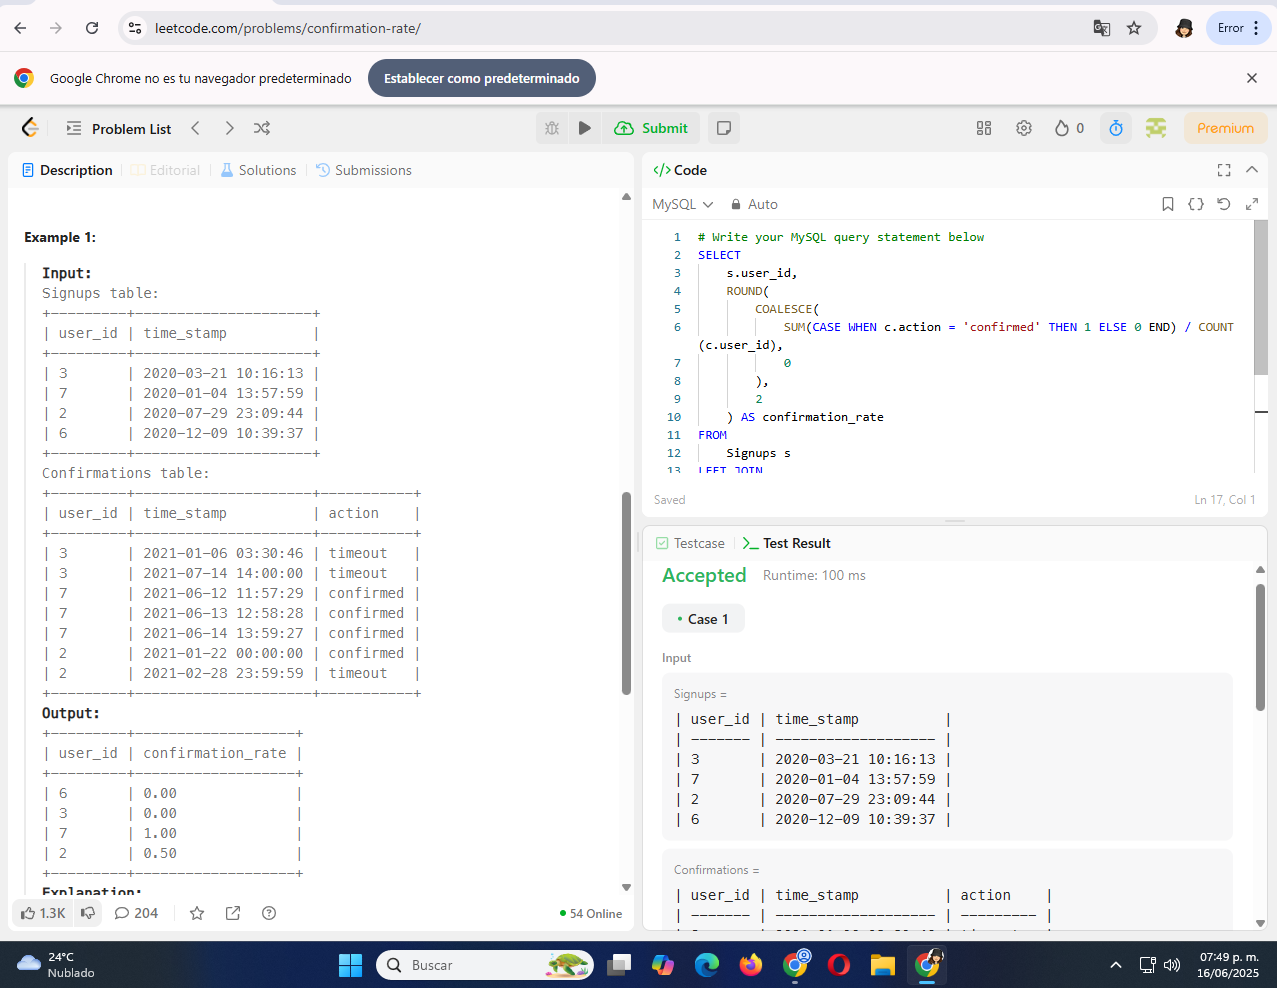 leetcode.com/problems/confirmation-rate/
Error
Google Chrome no es tu navegador predeterminado
Establecer como predeterminado
Problem List
Submit
0
Premium
Description
Editorial
Solutions
Submissions
Example 1:
Input:
Signups table:
+---------+---------------------+
| user_id | time_stamp          |
+---------+---------------------+
| 3       | 2020-03-21 10:16:13 |
| 7       | 2020-01-04 13:57:59 |
| 2       | 2020-07-29 23:09:44 |
| 6       | 2020-12-09 10:39:37 |
+---------+---------------------+
Confirmations table:
+---------+---------------------+-----------+
| user_id | time_stamp          | action    |
+---------+---------------------+-----------+
| 3       | 2021-01-06 03:30:46 | timeout   |
| 3       | 2021-07-14 14:00:00 | timeout   |
| 7       | 2021-06-12 11:57:29 | confirmed |
| 7       | 2021-06-13 12:58:28 | confirmed |
| 7       | 2021-06-14 13:59:27 | confirmed |
| 2       | 2021-01-22 00:00:00 | confirmed |
| 2       | 2021-02-28 23:59:59 | timeout   |
+---------+---------------------+-----------+
Output:
+---------+-------------------+
| user_id | confirmation_rate |
+---------+-------------------+
| 6       | 0.00              |
| 3       | 0.00              |
| 7       | 1.00              |
| 2       | 0.50              |
+---------+-------------------+
Explanation:
1.3K
204
54 Online
Code
MySQL
Auto
1 # Write your MySQL query statement below
2 SELECT
3 s.user_id,
4 ROUND(
5 COALESCE(
6 SUM(CASE WHEN c.action = 'confirmed' THEN 1 ELSE 0 END) / COUNT
(c.user_id),
7 0
8 ),
9 2
10 ) AS confirmation_rate
11 FROM
12 Signups s
13 LEFT JOIN
Saved
Ln 17, Col 1
Testcase
Test Result
Accepted
Runtime: 100 ms
Case 1
Input
Signups =
| user_id | time_stamp          |
| ------- | ------------------- |
| 3       | 2020-03-21 10:16:13 |
| 7       | 2020-01-04 13:57:59 |
| 2       | 2020-07-29 23:09:44 |
| 6       | 2020-12-09 10:39:37 |
Confirmations =
| user_id | time_stamp          | action    |
| ------- | ------------------- | --------- |
24°C
Nublado
Buscar
07:49 p. m.
16/06/2025